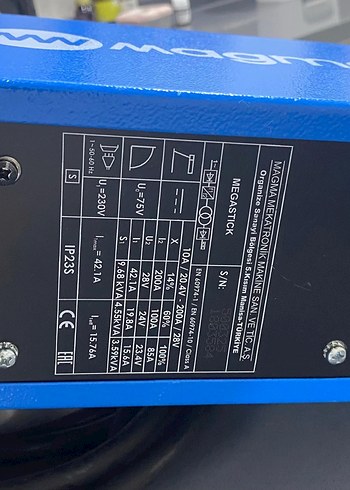 magma
MAGMA MEKATRONİK MAKİNE SAN. VE TİC. A.Ş.
Organize Sanayi Bölgesi 5.Kısım Manisa-TÜRKİYE
MEGASTICK
S/N:
EN 60974-1 / EN 60974-10 / Class A
10A / 20.4V - 200A / 28V
X 14% 60% 100%
U₀=75V
I₂ 200A 100A 85A
U₂ 28V 24V 23.4V
I₁ 42.1A 19.8A 15.6A
S₁ 9.68 kVA 4.55kVA 3.59kVA
1~50-60 Hz
U₁=230V
I₁ₘₐₓ = 42.1A
I₁ₑff = 15.76A
S
IP23S
CE
EAC